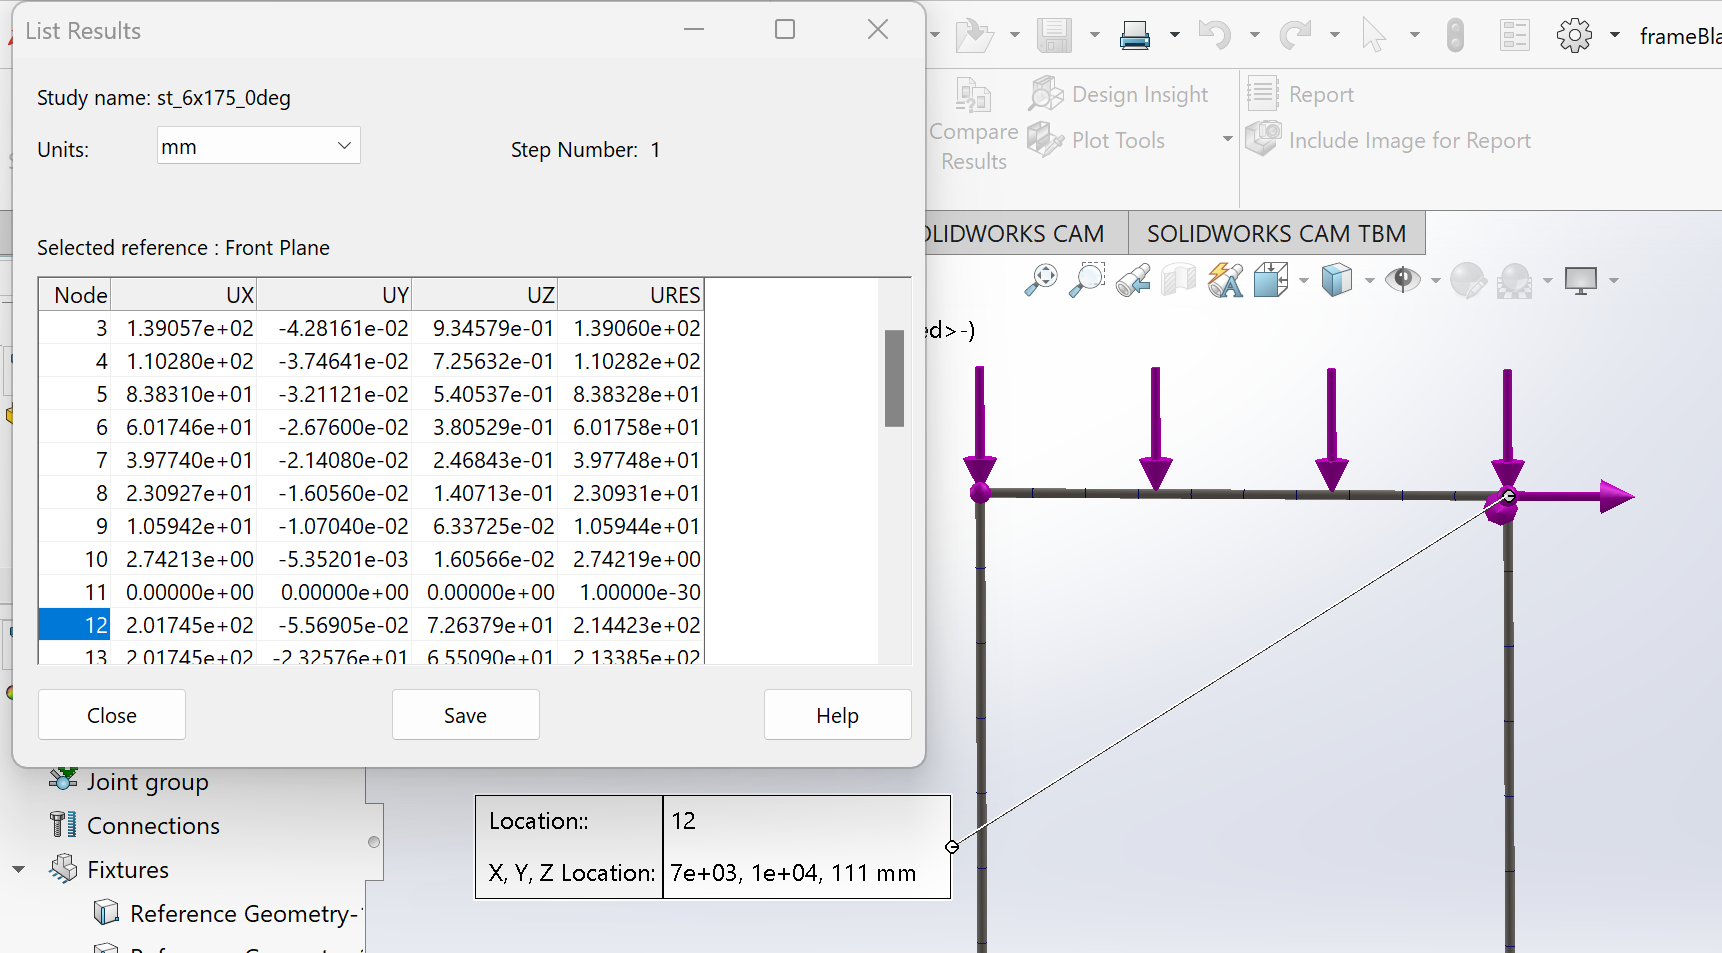 List Results
Study name: st_6x175_0deg
Units: mm
Step Number: 1
Selected reference : Front Plane
Node UX UY UZ URES
3 1.39057e+02 -4.28161e-02 9.34579e-01 1.39060e+02
4 1.10280e+02 -3.74641e-02 7.25632e-01 1.10282e+02
5 8.38310e+01 -3.21121e-02 5.40537e-01 8.38328e+01
6 6.01746e+01 -2.67600e-02 3.80529e-01 6.01758e+01
7 3.97740e+01 -2.14080e-02 2.46843e-01 3.97748e+01
8 2.30927e+01 -1.60560e-02 1.40713e-01 2.30931e+01
9 1.05942e+01 -1.07040e-02 6.33725e-02 1.05944e+01
10 2.74213e+00 -5.35201e-03 1.60566e-02 2.74219e+00
11 0.00000e+00 0.00000e+00 0.00000e+00 1.00000e-30
12 2.01745e+02 -5.56905e-02 7.26379e+01 2.14423e+02
13 2.01745e+02 -2.32576e+01 6.55090e+01 2.13385e+02
Close Save Help
frameBla
Compare
Results
Design Insight
Plot Tools
Report
Include Image for Report
OLIDWORKS CAM
SOLIDWORKS CAM TBM
ed>-)
Joint group
Connections
Fixtures
Reference Geometry-
Location:: 12
X, Y, Z Location: 7e+03, 1e+04, 111 mm